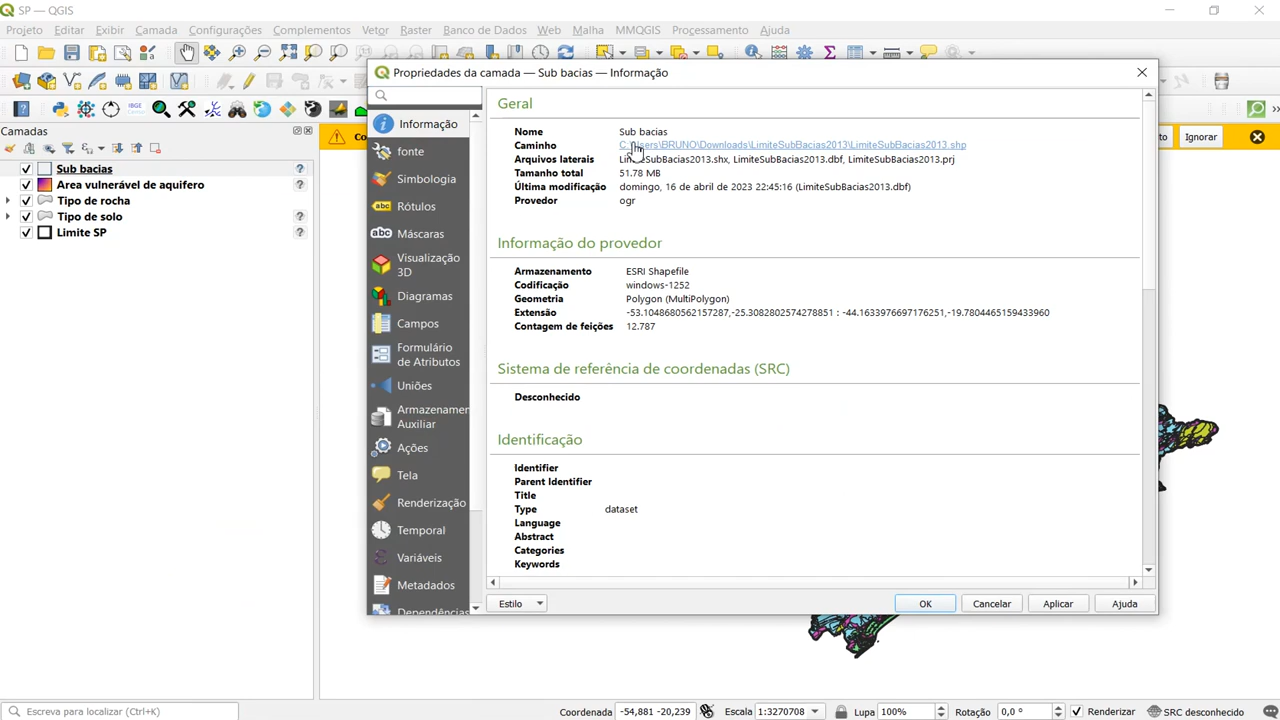 SP — QGIS
Projeto Editar Exibir Camada Configurações Complementos Vetor Raster Banco de Dados Web Malha MMQGIS Processamento Ajuda
Propriedades da camada — Sub bacias — Informação
Camadas
Sub bacias
Area vulnerável de aquifero
Tipo de rocha
Tipo de solo
Limite SP
Ignorar
Informação
fonte
Simbologia
Rótulos
Máscaras
Visualização
3D
Diagramas
Campos
Formulário
de Atributos
Uniões
Armazenamen
Auxiliar
Ações
Tela
Renderização
Temporal
Variáveis
Metadados
Dependências
Geral
Nome Sub bacias
Caminho C:\Users\BRUNO\Downloads\LimiteSubBacias2013\LimiteSubBacias2013.shp
Arquivos laterais LimiteSubBacias2013.shx, LimiteSubBacias2013.dbf, LimiteSubBacias2013.prj
Tamanho total 51.78 MB
Última modificação domingo, 16 de abril de 2023 22:45:16 (LimiteSubBacias2013.dbf)
Provedor ogr
Informação do provedor
Armazenamento ESRI Shapefile
Codificação windows-1252
Geometria Polygon (MultiPolygon)
Extensão -53.1048680562157287,-25.3082802574278851 : -44.1633976697176251,-19.7804465159433960
Contagem de feições 12.787
Sistema de referência de coordenadas (SRC)
Desconhecido
Identificação
Identifier
Parent Identifier
Title
Type dataset
Language
Abstract
Categories
Keywords
Estilo OK Cancelar Aplicar Ajuda
Escreva para localizar (Ctrl+K) Coordenada -54,881 -20,239 Escala 1:3270708 Lupa 100% Rotação 0,0 ° Renderizar SRC desconhecido